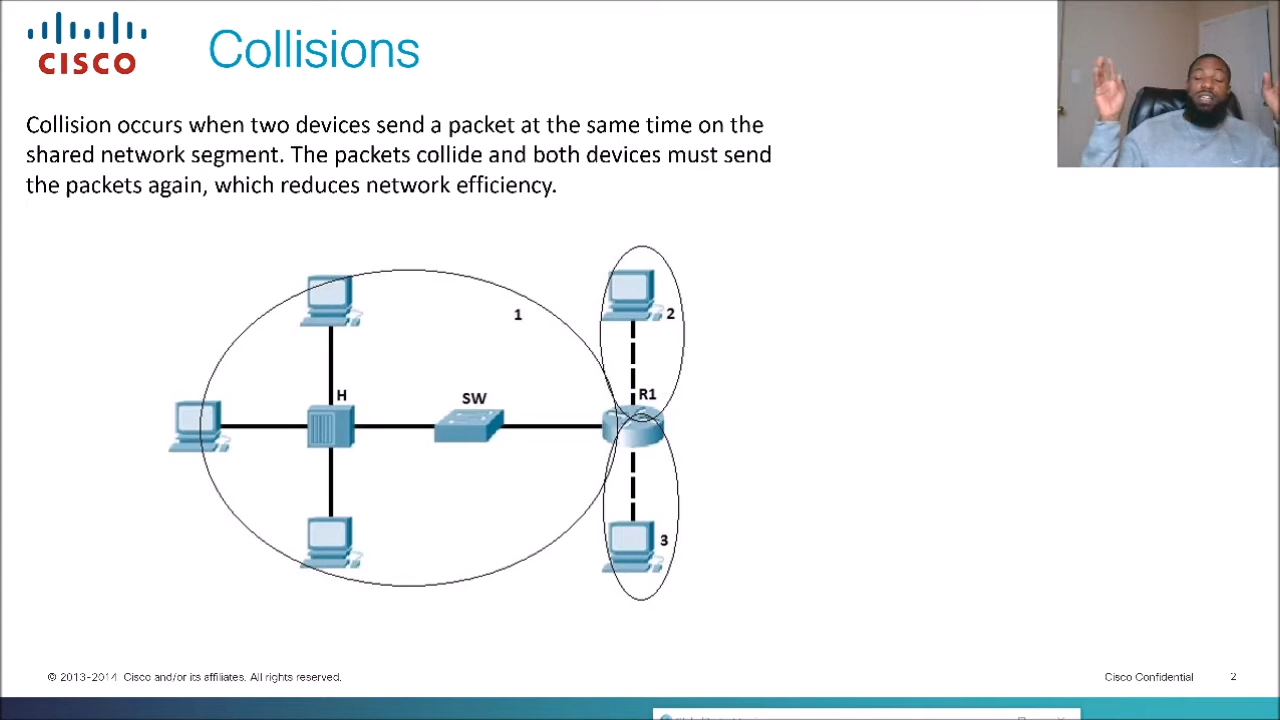 CISCO
Collisions
Collision occurs when two devices send a packet at the same time on the
shared network segment. The packets collide and both devices must send
the packets again, which reduces network efficiency.
1
2
H
SW
R1
3
© 2013-2014 Cisco and/or its affiliates. All rights reserved.
Cisco Confidential
2